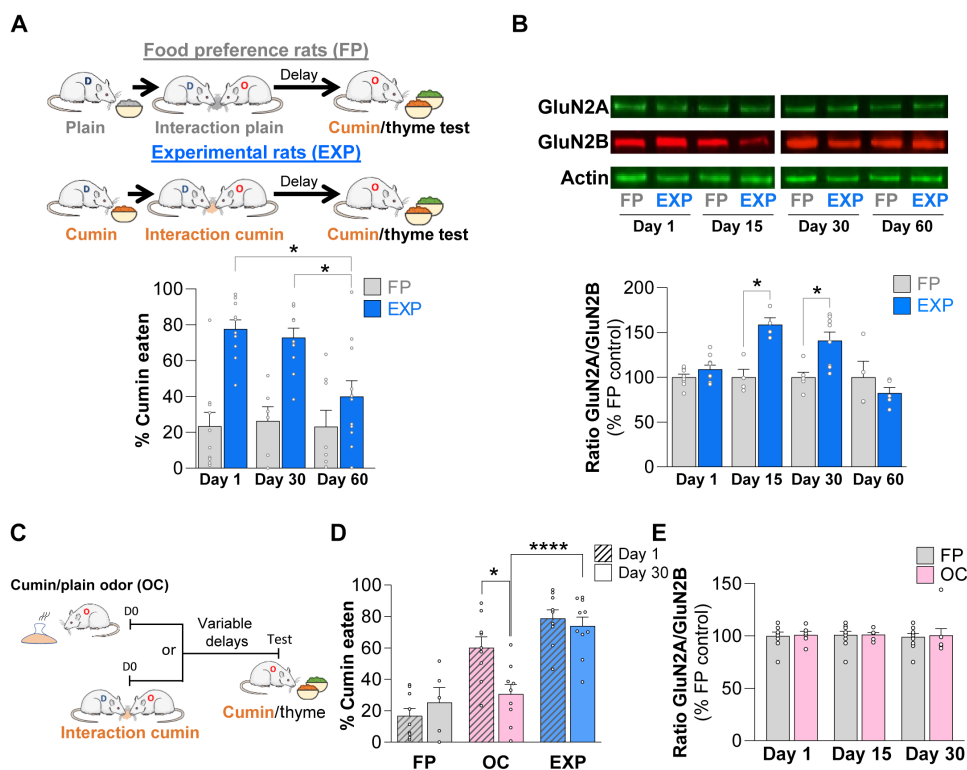 A
Food preference rats (FP)
D
D
O
Delay
O
Plain
Interaction plain
Cumin/thyme test
Experimental rats (EXP)
D
D
O
Delay
O
Cumin
Interaction cumin
Cumin/thyme test
*
*
FP
EXP
% Cumin eaten
100
80
60
40
20
0
Day 1
Day 30
Day 60
B
GluN2A
GluN2B
Actin
FP EXP FP EXP FP EXP FP EXP
Day 1 Day 15 Day 30 Day 60
Ratio GluN2A/GluN2B
(% FP control)
200
150
100
50
0
*
*
FP
EXP
Day 1 Day 15 Day 30 Day 60
C
Cumin/plain odor (OC)
O
D0
or
Variable
delays
Test
D0
O
D
O
Interaction cumin
Cumin/thyme
D
% Cumin eaten
100
80
60
40
20
0
*
****
Day 1
Day 30
FP
OC
EXP
E
Ratio GluN2A/GluN2B
(% FP control)
150
100
50
0
FP
OC
Day 1
Day 15
Day 30